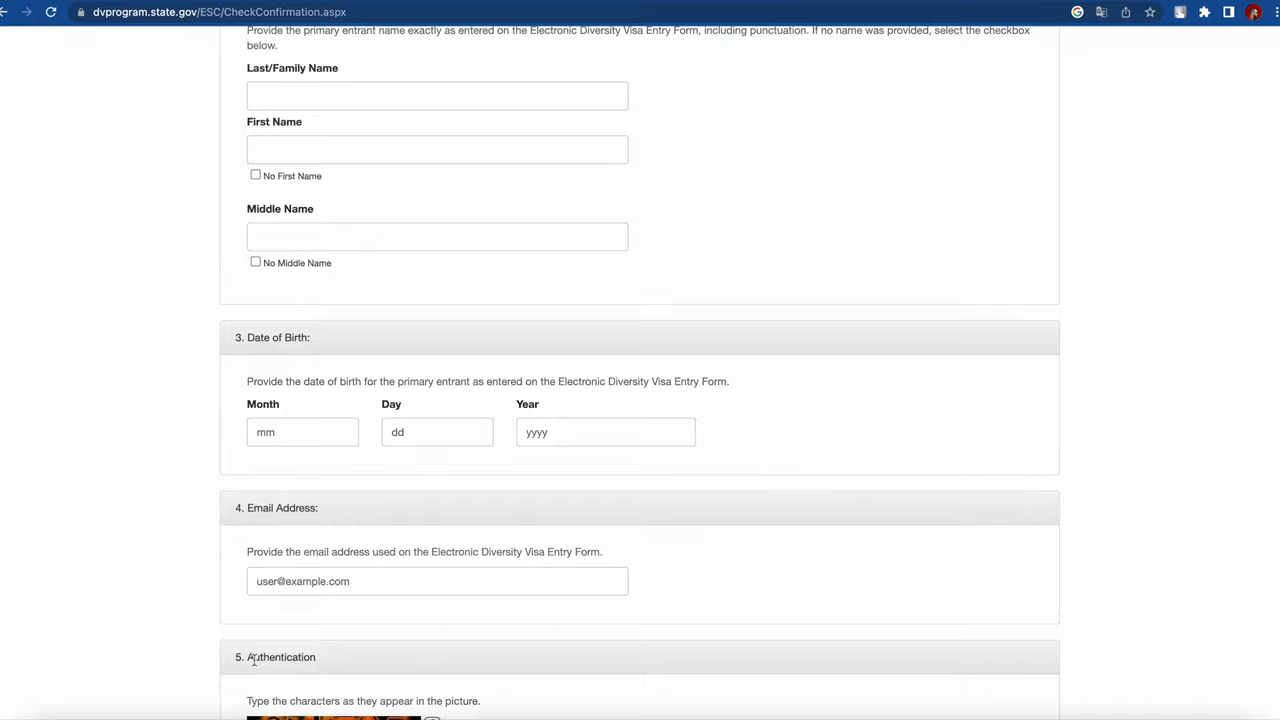 dvprogram.state.gov/ESC/CheckConfirmation.aspx
Provide the primary entrant name exactly as entered on the Electronic Diversity Visa Entry Form, including punctuation. If no name was provided, select the checkbox
below.
Last/Family Name
First Name
No First Name
Middle Name
No Middle Name
3. Date of Birth:
Provide the date of birth for the primary entrant as entered on the Electronic Diversity Visa Entry Form.
Month Day Year
mm dd yyyy
4. Email Address:
Provide the email address used on the Electronic Diversity Visa Entry Form.
user@example.com
5. Authentication
Type the characters as they appear in the picture.